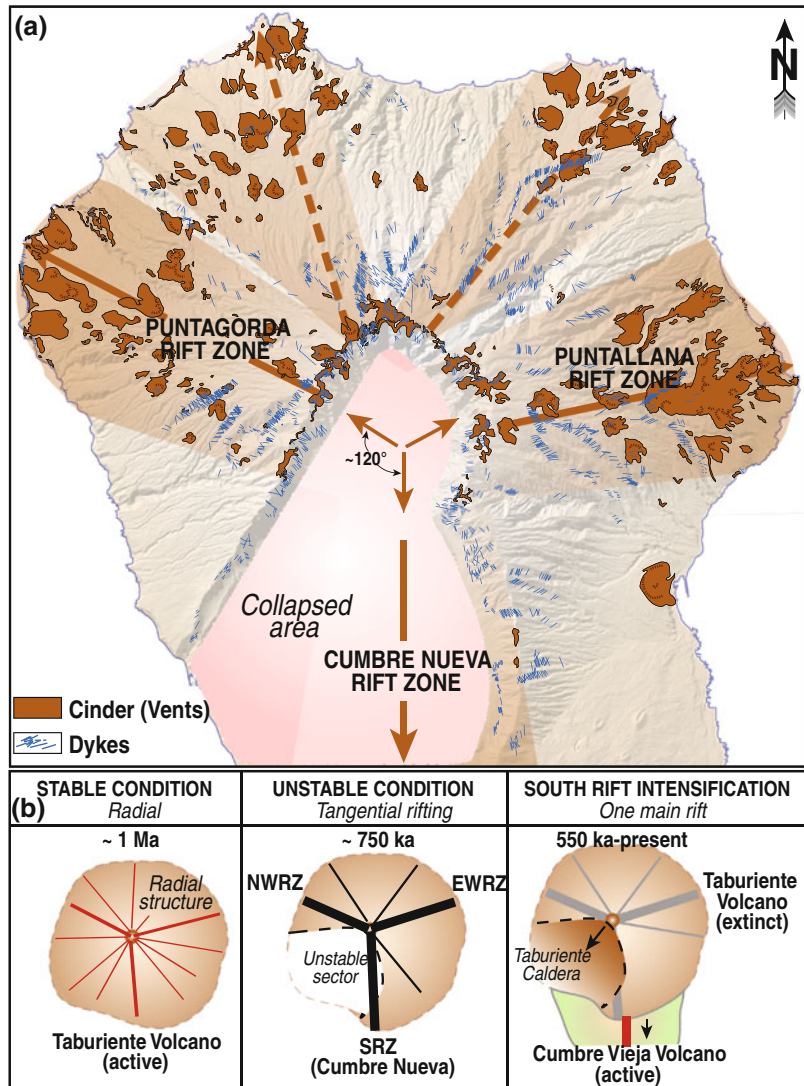 (a)
N
PUNTAGORDA
RIFT ZONE
PUNTALLANA
RIFT ZONE
~120°
Collapsed
area
CUMBRE NUEVA
RIFT ZONE
Cinder (Vents)
Dykes
(b)
STABLE CONDITION
Radial
~ 1 Ma
Radial
structure
Taburiente Volcano
(active)
UNSTABLE CONDITION
Tangential rifting
~ 750 ka
NWRZ
EWRZ
Unstable
sector
SRZ
(Cumbre Nueva)
SOUTH RIFT INTENSIFICATION
One main rift
550 ka-present
Taburiente
Volcano
(extinct)
Taburiente
Caldera
Cumbre Vieja Volcano
(active)